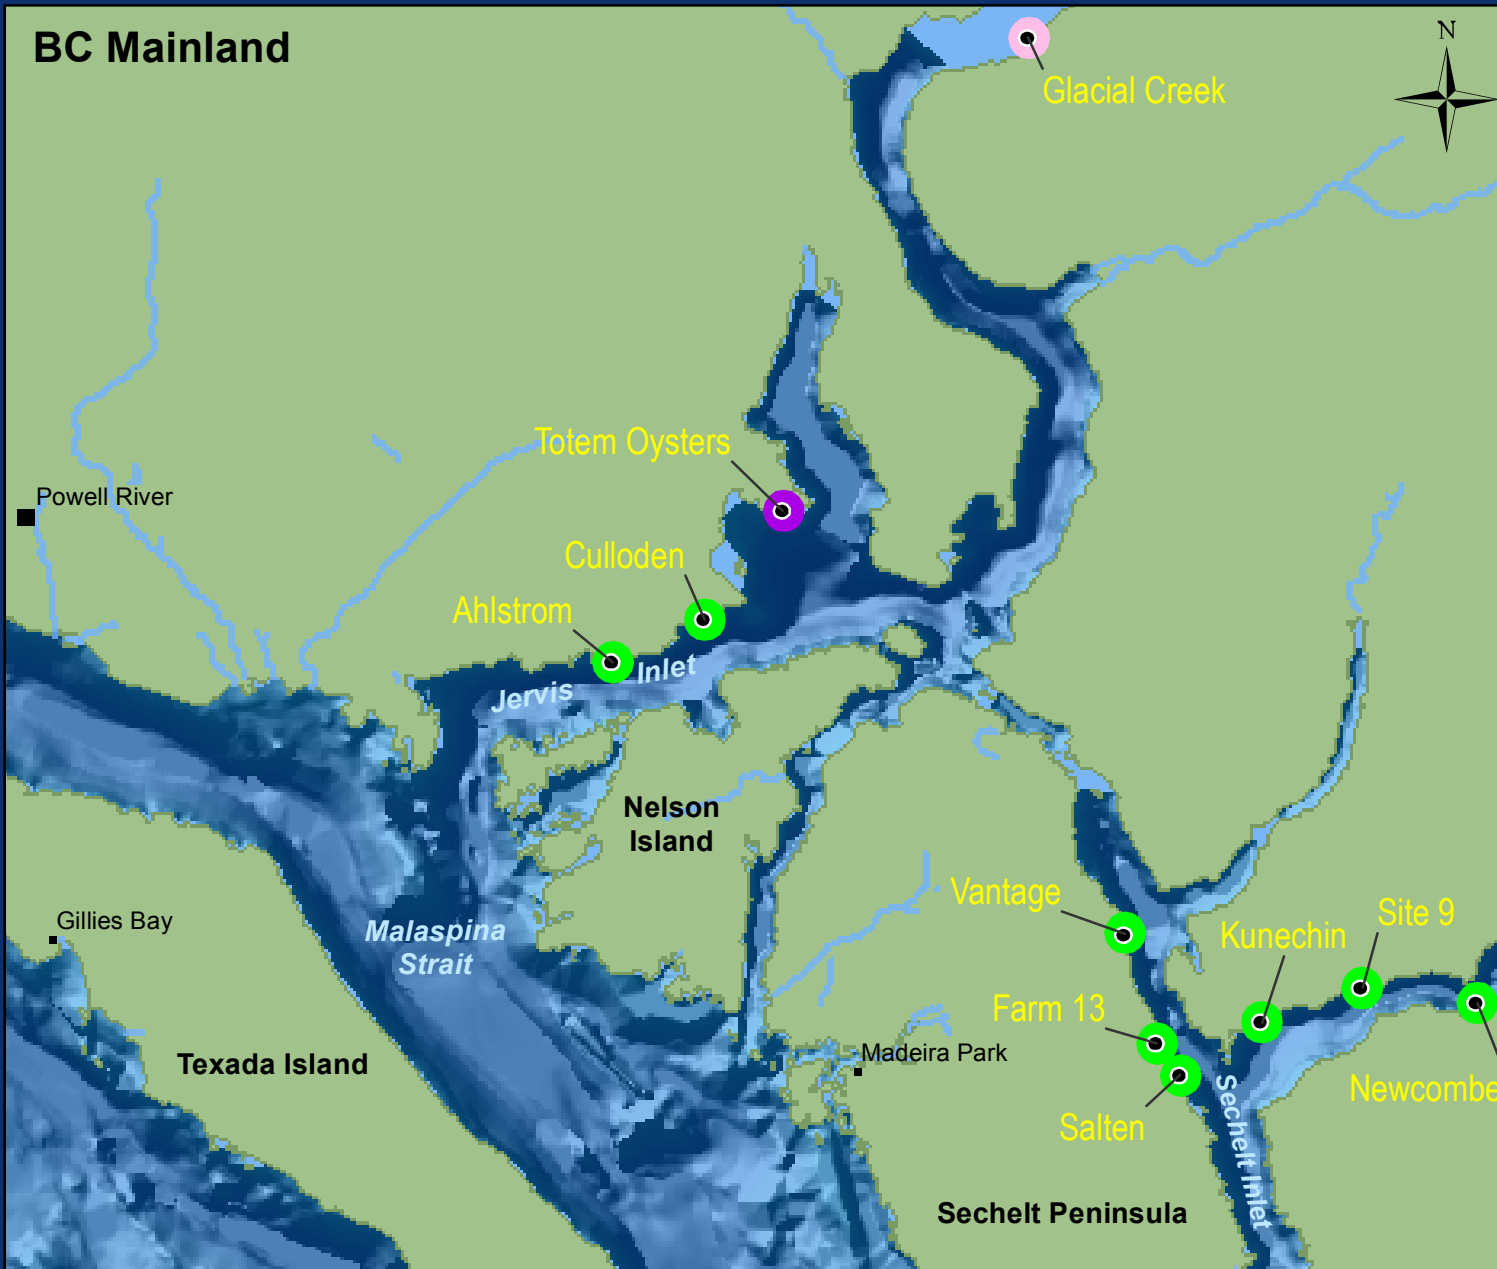 BC Mainland
N
Glacial Creek
Totem Oysters
Powell River
Culloden
Ahlstrom
Jervis Inlet
Nelson
Island
Vantage
Site 9
Gillies Bay
Malaspina
Strait
Kunechin
Farm 13
Madeira Park
Texada Island
Newcombe
Salten
Sechelt Inlet
Sechelt Peninsula